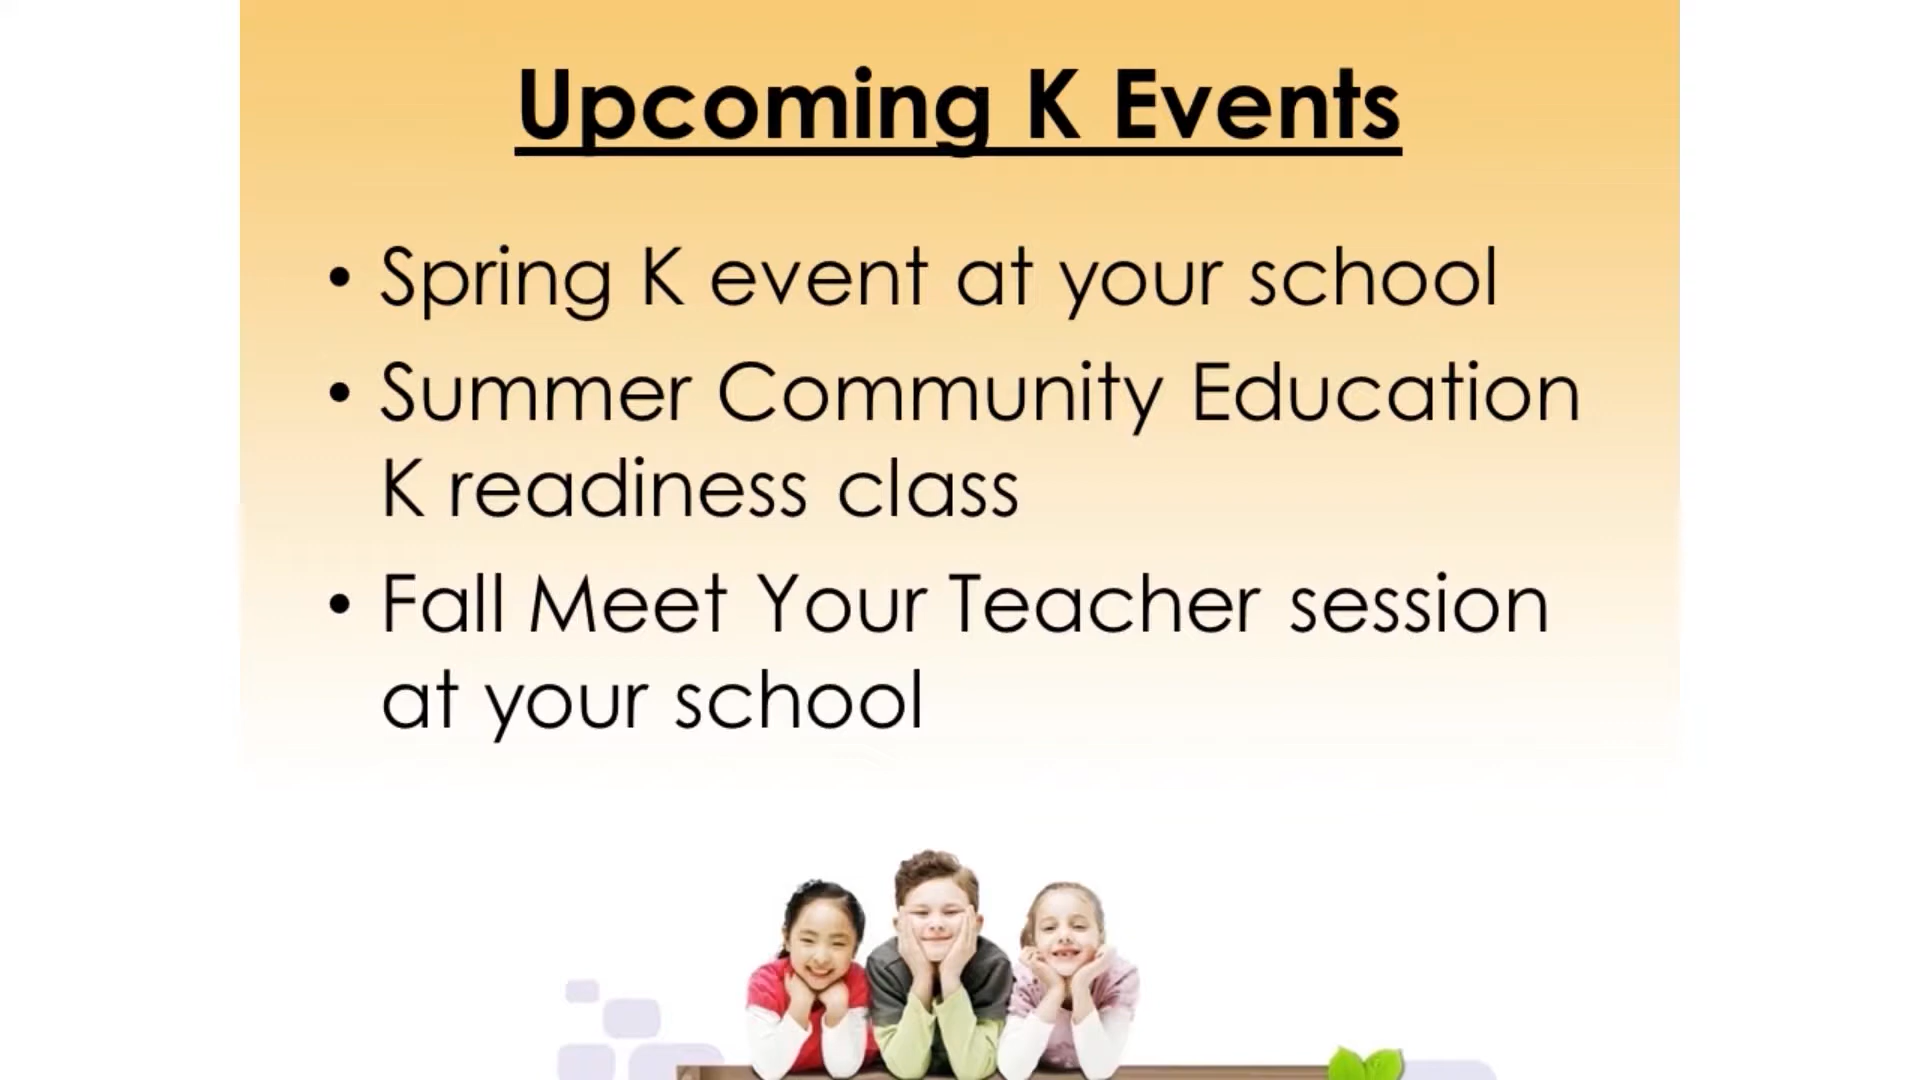 Upcoming K Events
• Spring K event at your school
• Summer Community Education
K readiness class
• Fall Meet Your Teacher session
at your school